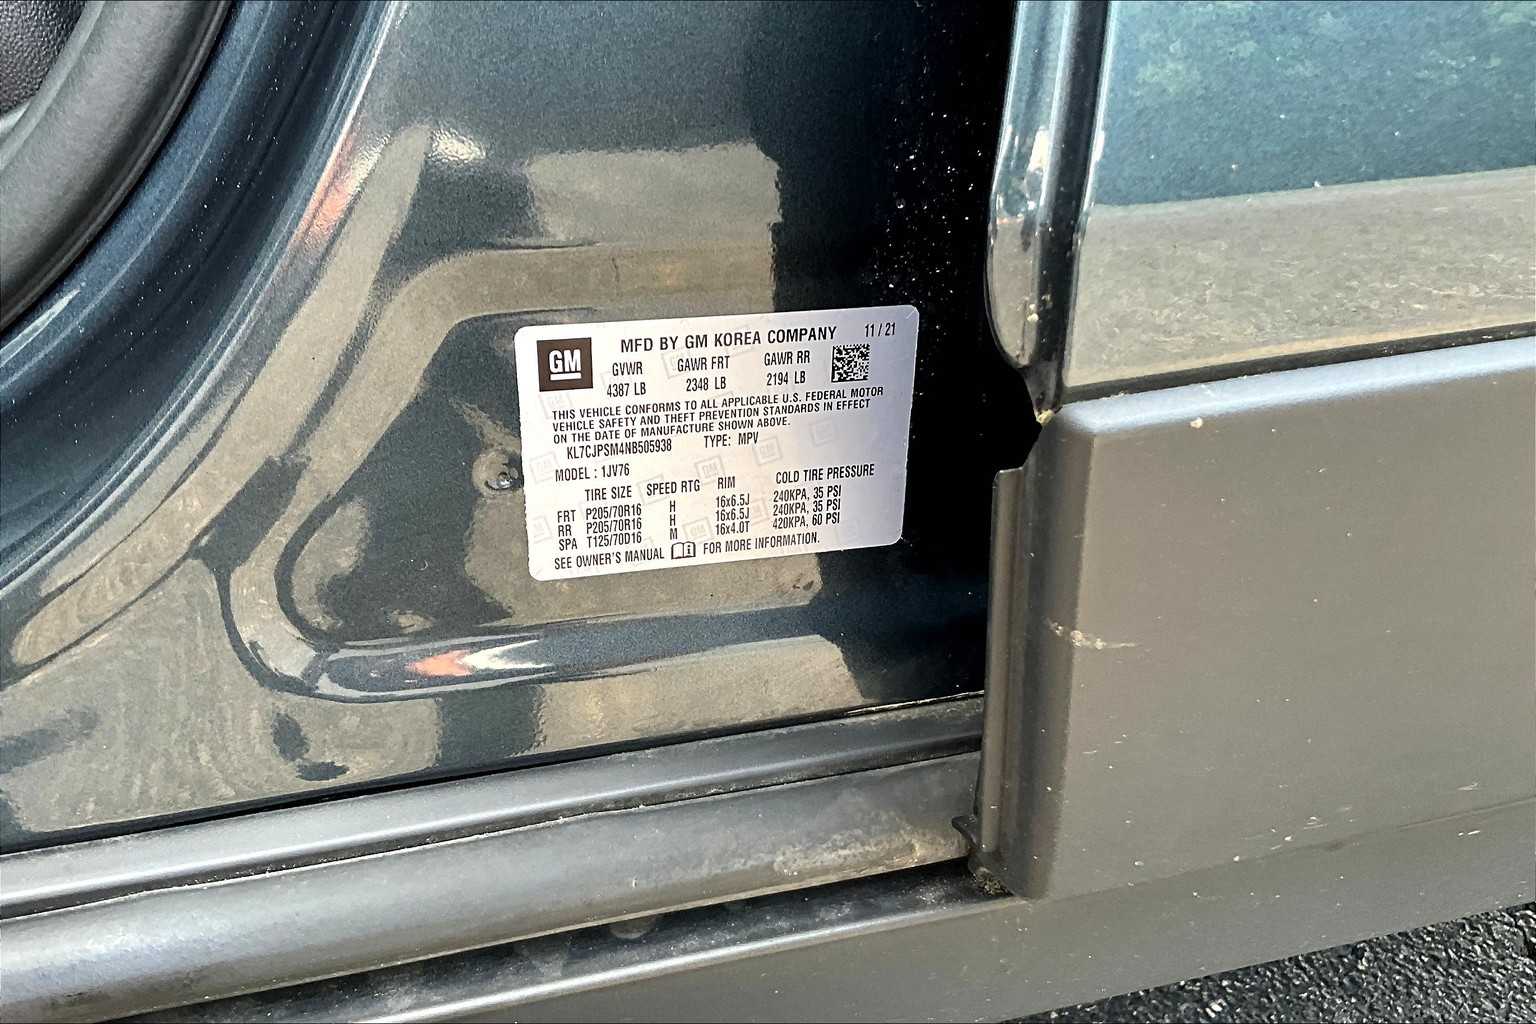 GM
MFD BY GM KOREA COMPANY 11 / 21
GVWR GAWR FRT GAWR RR
4387 LB 2348 LB 2194 LB
THIS VEHICLE CONFORMS TO ALL APPLICABLE U.S. FEDERAL MOTOR
VEHICLE SAFETY AND THEFT PREVENTION STANDARDS IN EFFECT
ON THE DATE OF MANUFACTURE SHOWN ABOVE.
KL7CJPSM4NB505938 TYPE: MPV
MODEL : 1JV76
TIRE SIZE SPEED RTG RIM COLD TIRE PRESSURE
FRT P205/70R16 H 16x6.5J 240KPA, 35 PSI
RR P205/70R16 H 16x6.5J 240KPA, 35 PSI
SPA T125/70D16 M 16x4.0T 420KPA, 60 PSI
SEE OWNER'S MANUAL FOR MORE INFORMATION.